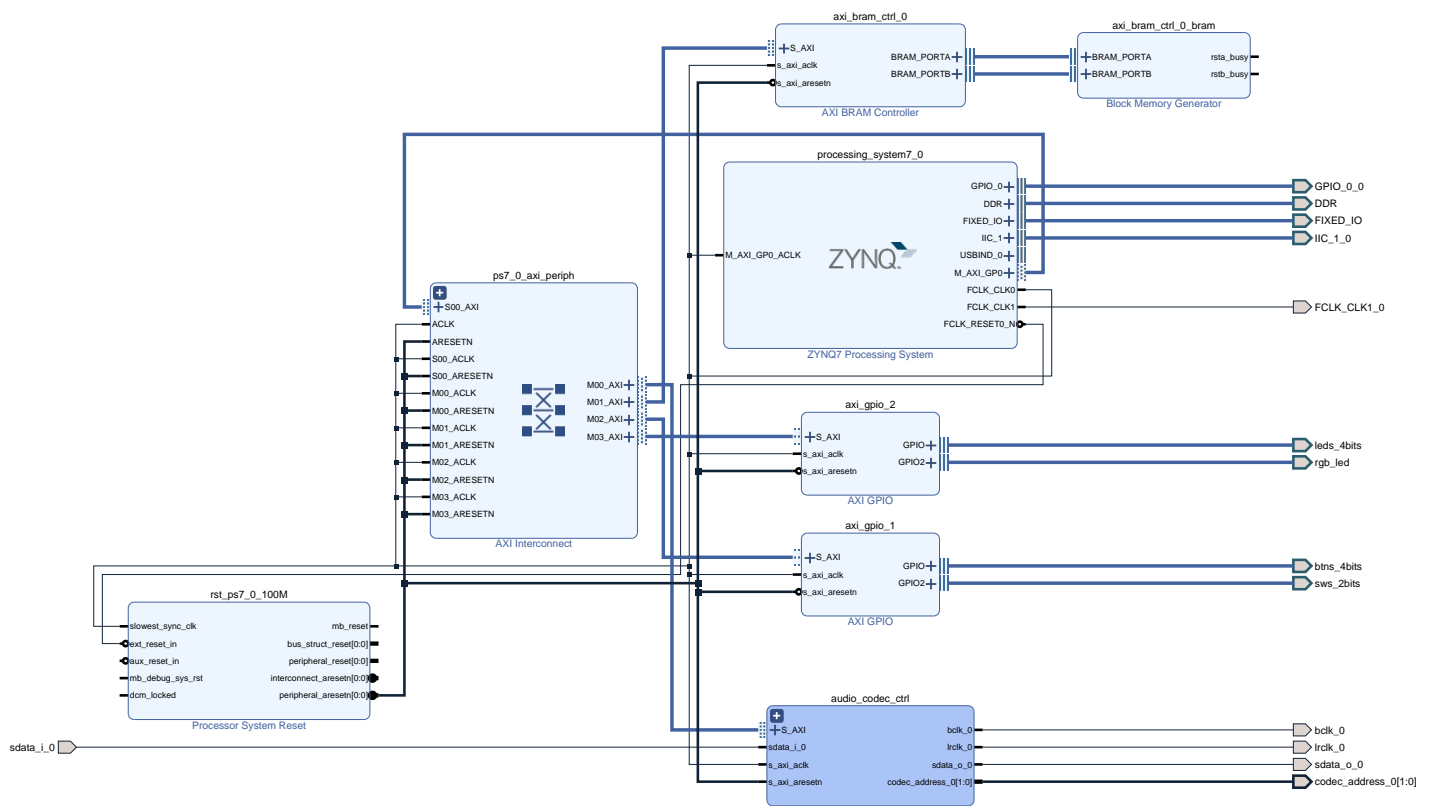 axi_bram_ctrl_0
S_AXI
s_axi_aclk
s_axi_aresetn
BRAM_PORTA
BRAM_PORTB
AXI BRAM Controller
axi_bram_ctrl_0_bram
BRAM_PORTA
BRAM_PORTB
rsta_busy
rstb_busy
Block Memory Generator
processing_system7_0
M_AXI_GP0_ACLK
ZYNQ
GPIO_0
DDR
FIXED_IO
IIC_1
USBIND_0
M_AXI_GP0
FCLK_CLK0
FCLK_CLK1
FCLK_RESET0_N
ZYNQ7 Processing System
GPIO_0_0
DDR
FIXED_IO
IIC_1_0
FCLK_CLK1_0
ps7_0_axi_periph
S00_AXI
ACLK
ARESETN
S00_ACLK
S00_ARESETN
M00_ACLK
M00_ARESETN
M01_ACLK
M01_ARESETN
M02_ACLK
M02_ARESETN
M03_ACLK
M03_ARESETN
M00_AXI
M01_AXI
M02_AXI
M03_AXI
AXI Interconnect
axi_gpio_2
S_AXI
s_axi_aclk
s_axi_aresetn
GPIO
GPIO2
AXI GPIO
leds_4bits
rgb_led
axi_gpio_1
S_AXI
s_axi_aclk
s_axi_aresetn
GPIO
GPIO2
AXI GPIO
btns_4bits
sws_2bits
rst_ps7_0_100M
slowest_sync_clk
ext_reset_in
aux_reset_in
mb_debug_sys_rst
dcm_locked
mb_reset
bus_struct_reset[0:0]
peripheral_reset[0:0]
interconnect_aresetn[0:0]
peripheral_aresetn[0:0]
Processor System Reset
sdata_i_0
audio_codec_ctrl
S_AXI
sdata_i_0
s_axi_aclk
s_axi_aresetn
bclk_0
lrclk_0
sdata_o_0
codec_address_0[1:0]
bclk_0
lrclk_0
sdata_o_0
codec_address_0[1:0]